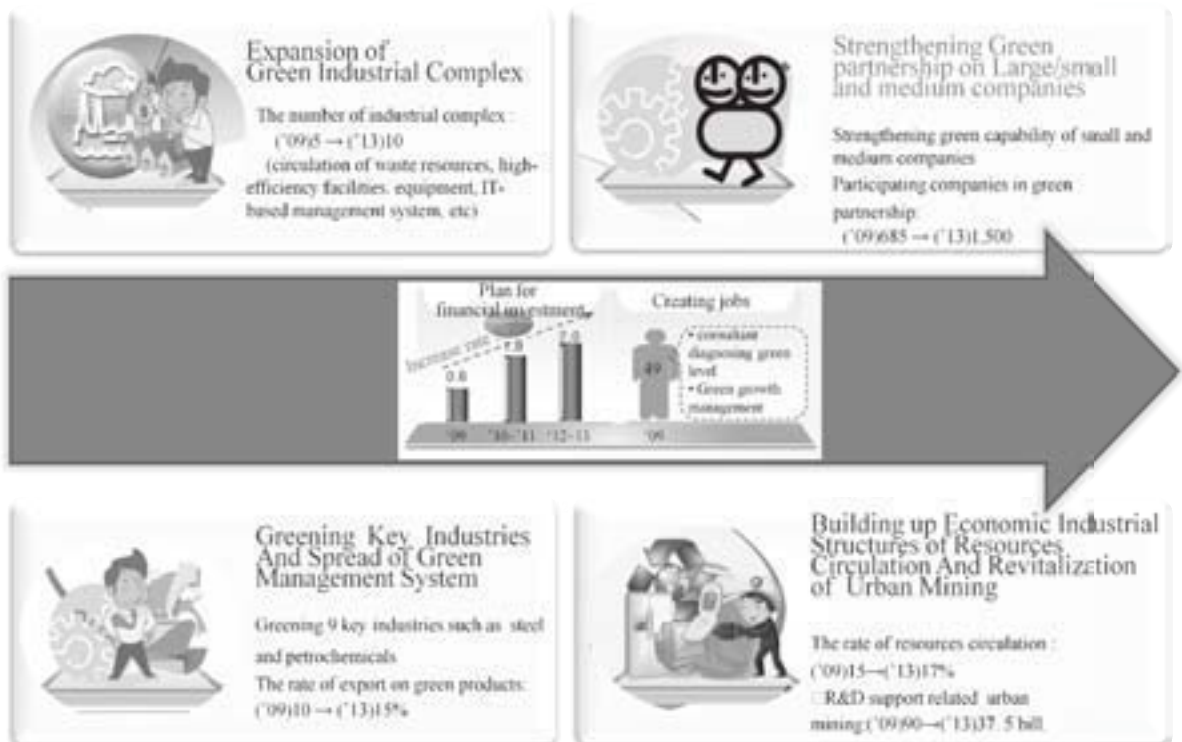 Expansion of
Green Industrial Complex
The number of industrial complex :
('09)5 → ('13)10
(circulation of waste resources, high-
efficiency facilities, equipment, IT-
based management system, etc)
Strengthening Green
partnership on Large/small
and medium companies
Strengthening green capability of small and
medium companies
Participating companies in green
partnership:
('09)685 → ('13)1,500
Plan for
financial investment
Increase rate
0.8
2.0
'09
'10~'11
'12~13
Creating jobs
• consultant
diagnosing green
level
• Green growth
management
'09
Greening Key Industries
And Spread of Green
Management System
Greening 9 key industries such as steel
and petrochemicals
The rate of export on green products:
('09)10 → ('13)15%
Building up Economic Industrial
Structures of Resources
Circulation And Revitalization
of Urban Mining
The rate of resources circulation :
('09)15→('13)17%
□R&D support related urban
mining:('09)90→('13)37.5 bill.